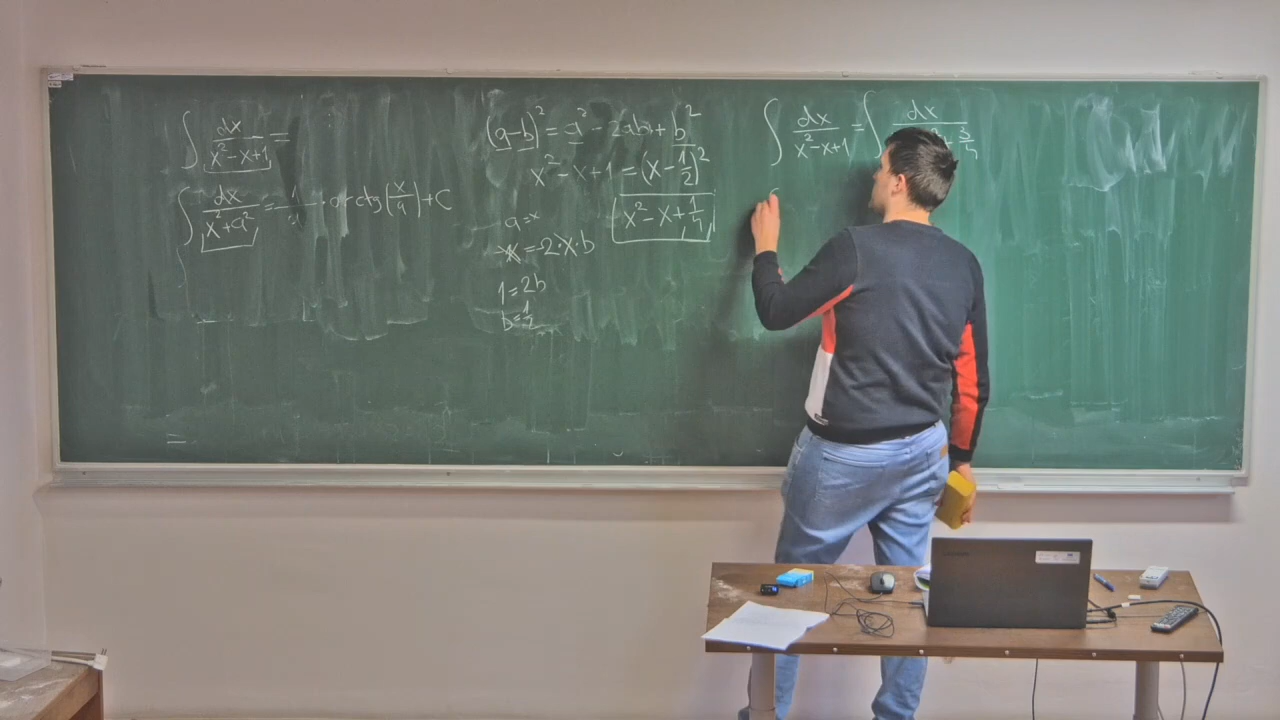 ∫ dx/(x²-x+1) =
∫ dx/(x²+a²) = 1/ · arctg(x/a) + C
(a-b)² = a² - 2ab + b²
x² - x + 1 = (x - 1/2)²
x² - x + 1/4
a = x
-x = -2·x·b
1 = 2b
b = 1/2
∫ dx/(x²-x+1) = ∫ dx/ 3/4